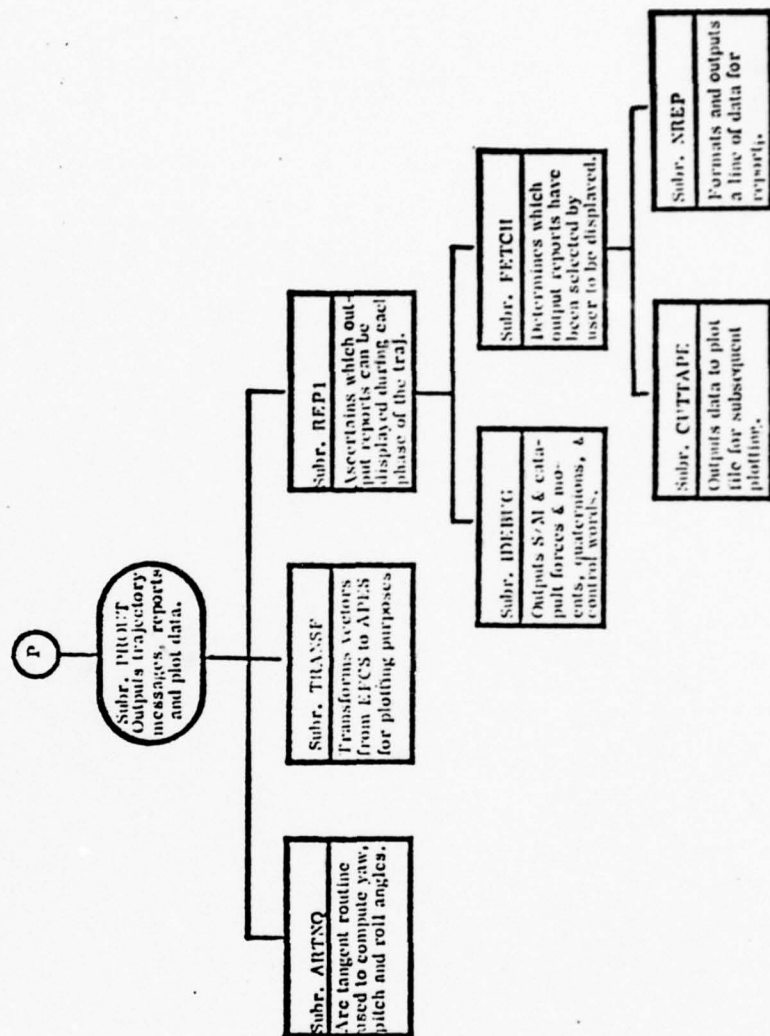 P
Subr. PROUT
Outputs trajectory
messages, reports
and plot data.
Subr. ARTNQ
Arc tangent routine
used to compute yaw,
pitch and roll angles.
Subr. TRANSF
Transforms vectors
from EFCS to APES
for plotting purposes
Subr. REP1
Ascertains which out-
put reports can be
displayed during each
phase of the traj.
Subr. IDEBUG
Outputs S/M & cata-
pult forces & mo-
ents, quaternions, &
control words.
Subr. FETCH
Determines which
output reports have
been selected by
user to be displayed.
Subr. CUTTAPE
Outputs data to plot
file for subsequent
plotting.
Subr. NREP
Formats and outputs
a line of data for
report.